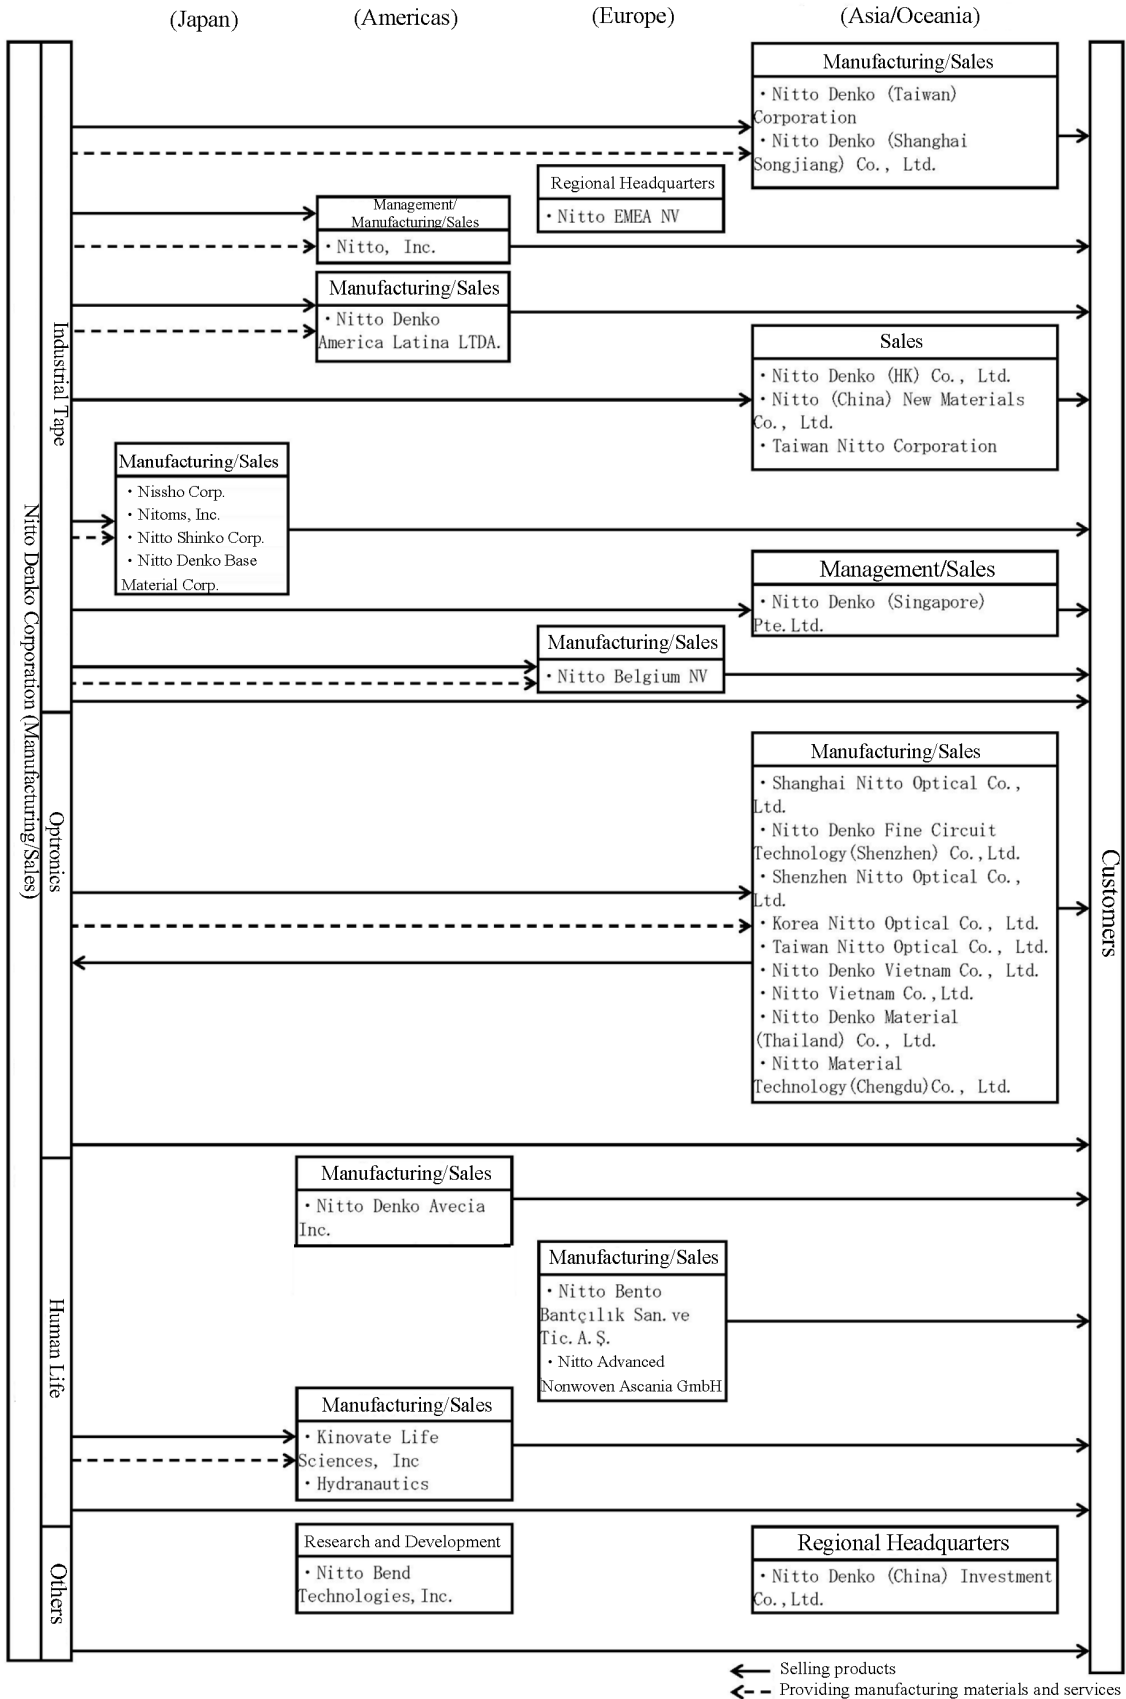 (Japan)
(Americas)
(Europe)
(Asia/Oceania)
Nitto Denko Corporation (Manufacturing/Sales)
Industrial Tape
Manufacturing/Sales
・Nitto Denko (Taiwan)
Corporation
・Nitto Denko (Shanghai
Songjiang) Co., Ltd.
Regional Headquarters
・Nitto EMEA NV
Management/
Manufacturing/Sales
・Nitto, Inc.
Manufacturing/Sales
・Nitto Denko
America Latina LTDA.
Sales
・Nitto Denko (HK) Co., Ltd.
・Nitto (China) New Materials
Co., Ltd.
・Taiwan Nitto Corporation
Manufacturing/Sales
・Nissho Corp.
・Nitoms, Inc.
・Nitto Shinko Corp.
・Nitto Denko Base
Material Corp.
Management/Sales
・Nitto Denko (Singapore)
Pte.Ltd.
Manufacturing/Sales
・Nitto Belgium NV
Optronics
Manufacturing/Sales
・Shanghai Nitto Optical Co.,
Ltd.
・Nitto Denko Fine Circuit
Technology(Shenzhen) Co.,Ltd.
・Shenzhen Nitto Optical Co.,
Ltd.
・Korea Nitto Optical Co., Ltd.
・Taiwan Nitto Optical Co., Ltd.
・Nitto Denko Vietnam Co., Ltd.
・Nitto Vietnam Co.,Ltd.
・Nitto Denko Material
(Thailand) Co., Ltd.
・Nitto Material
Technology(Chengdu)Co., Ltd.
Customers
Human Life
Manufacturing/Sales
・Nitto Denko Avecia
Inc.
Manufacturing/Sales
・Nitto Bento
Bantçılık San.ve
Tic.A.Ş.
・Nitto Advanced
Nonwoven Ascania GmbH
Manufacturing/Sales
・Kinovate Life
Sciences, Inc
・Hydranautics
Others
Research and Development
・Nitto Bend
Technologies,Inc.
Regional Headquarters
・Nitto Denko (China) Investment
Co.,Ltd.
Selling products
Providing manufacturing materials and services